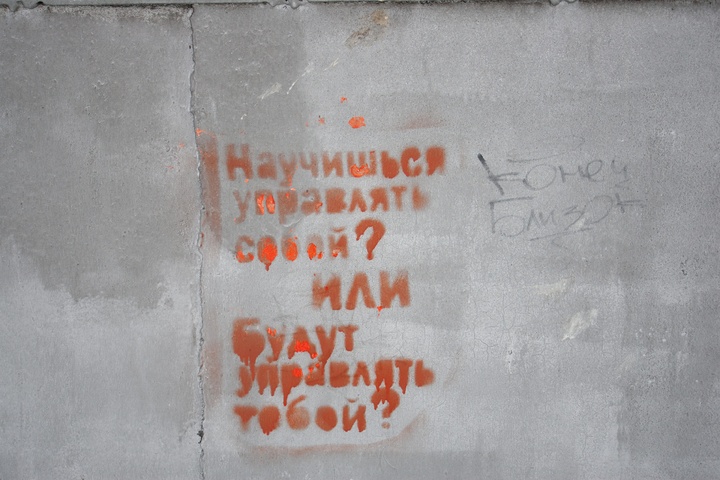 Научишься
управлять
собой?
или
Будут
управлять
тобой?
Конец
Близок